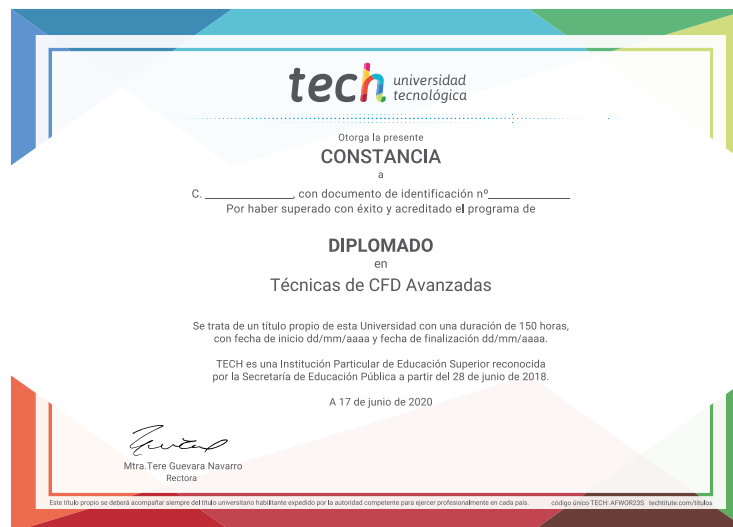 tech universidad
tecnológica
Otorga la presente
CONSTANCIA
a
C. ______________, con documento de identificación nº______________
Por haber superado con éxito y acreditado el programa de
DIPLOMADO
en
Técnicas de CFD Avanzadas
Se trata de un título propio de esta Universidad con una duración de 150 horas,
con fecha de inicio dd/mm/aaaa y fecha de finalización dd/mm/aaaa.
TECH es una Institución Particular de Educación Superior reconocida
por la Secretaría de Educación Pública a partir del 28 de junio de 2018.
A 17 de junio de 2020
Mtra.Tere Guevara Navarro
Rectora
Este título propio se deberá acompañar siempre del título universitario habilitante expedido por la autoridad competente para ejercer profesionalmente en cada país. código único TECH: AFWOR23S techtitute.com/titulos